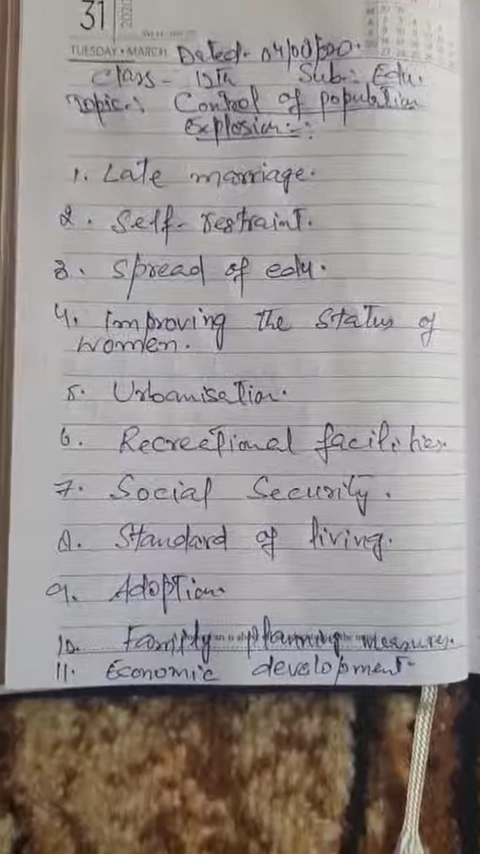 31
2020
TUESDAY • MARCH Dated-
Class- 12th Sub.: Edu.
Topic.: Control of population
Explosion:-:
1. Late marriage.
2. Self-restraint.
3. Spread of edu.
4. improving the status of
women.
5. Urbanisation.
6. Recreational facilities.
7. Social Security.
8. Standard of living.
9. Adoption.
10. Family planning measures.
11. Economic development.